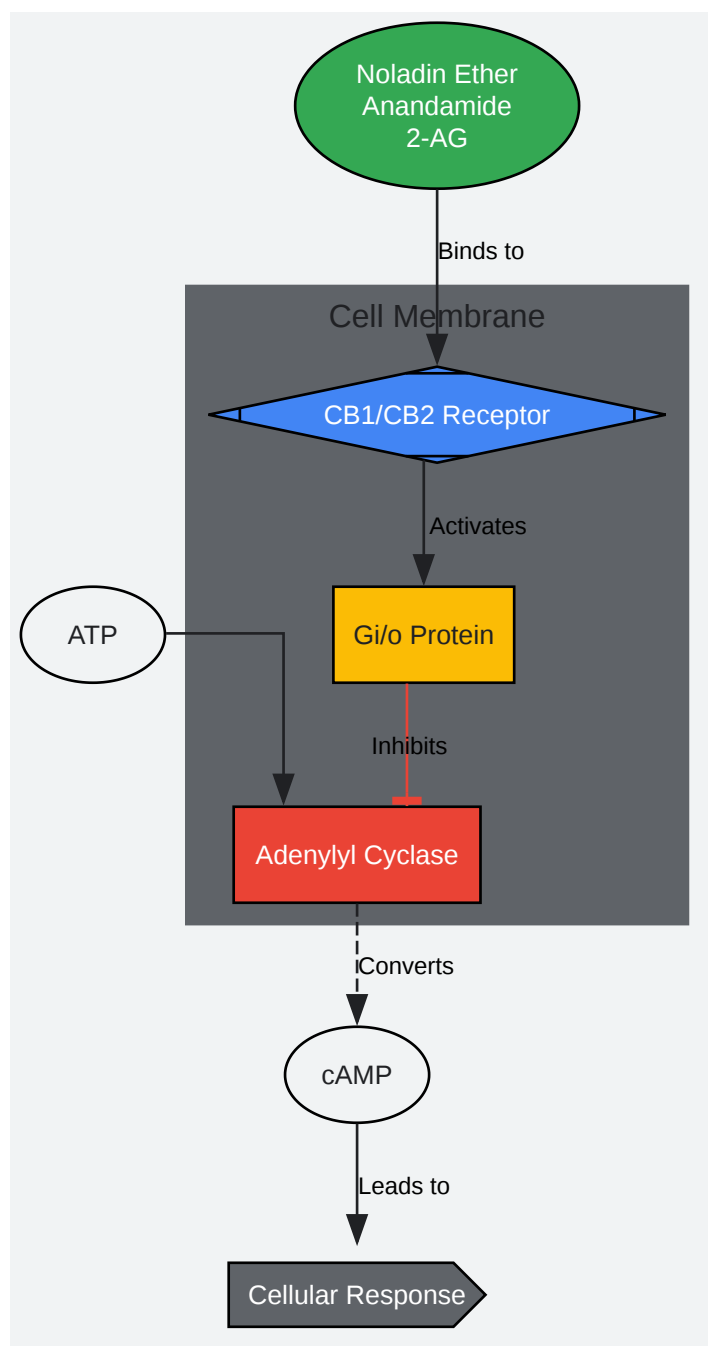 Noladin Ether
Anandamide
2-AG
Binds to
Cell Membrane
CB1/CB2 Receptor
Activates
ATP
Gi/o Protein
Inhibits
Adenylyl Cyclase
Converts
cAMP
Leads to
Cellular Response